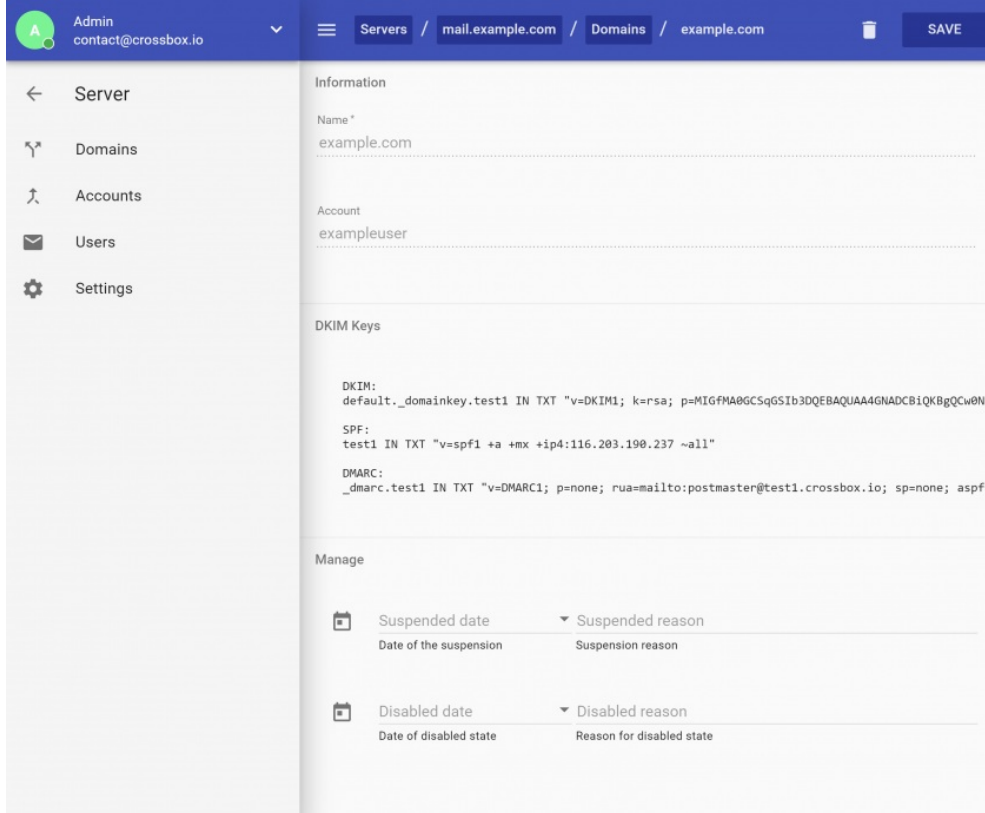 A
Admin
contact@crossbox.io
Servers / mail.example.com / Domains / example.com
SAVE
Server
Domains
Accounts
Users
Settings
Information
Name *
example.com
Account
exampleuser
DKIM Keys
DKIM:
default._domainkey.test1 IN TXT "v=DKIM1; k=rsa; p=MIGfMA0GCSqGSIb3DQEBAQUAA4GNADCBiQKBgQCw0N
SPF:
test1 IN TXT "v=spf1 +a +mx +ip4:116.203.190.237 ~all"
DMARC:
_dmarc.test1 IN TXT "v=DMARC1; p=none; rua=mailto:postmaster@test1.crossbox.io; sp=none; aspf
Manage
Suspended date
Suspended reason
Date of the suspension
Suspension reason
Disabled date
Disabled reason
Date of disabled state
Reason for disabled state